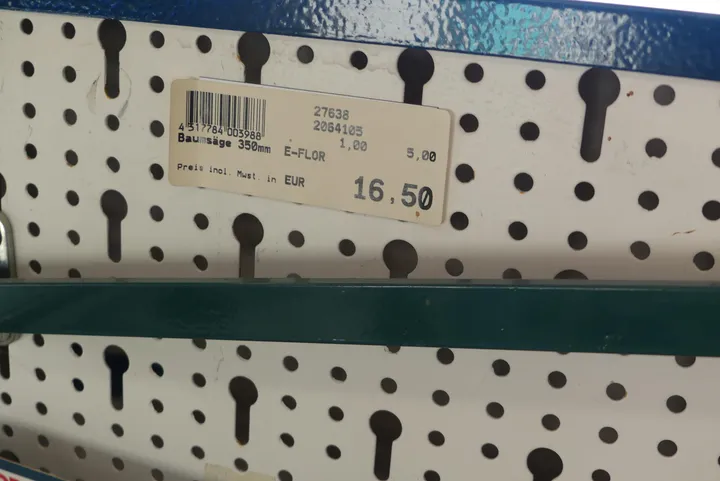 27638
4 317784 003988 2064105
Baumsäge 350mm E-FLOR 1,00 5,00
Preis incl. Mwst. in EUR 16,50